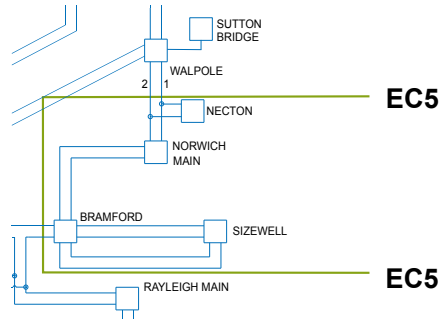 SUTTON
BRIDGE
WALPOLE
2 1
EC5
NECTON
NORWICH
MAIN
BRAMFORD
SIZEWELL
EC5
RAYLEIGH MAIN